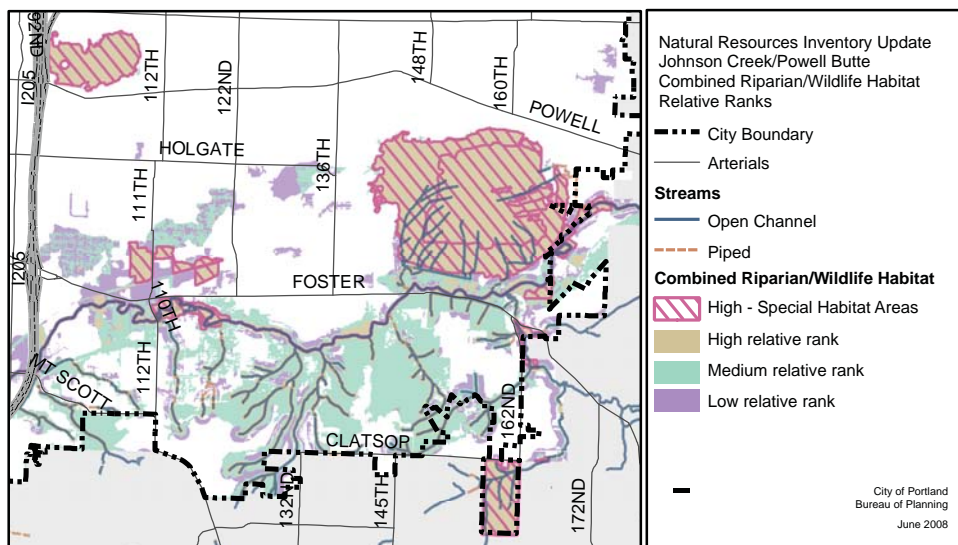 92ND
I205
112TH
122ND
148TH
160TH
POWELL
HOLGATE
136TH
111TH
I205
FOSTER
110TH
MT SCOTT
112TH
162ND
CLATSOP
132ND
145TH
172ND
Natural Resources Inventory Update
Johnson Creek/Powell Butte
Combined Riparian/Wildlife Habitat
Relative Ranks
City Boundary
Arterials
Streams
Open Channel
Piped
Combined Riparian/Wildlife Habitat
High - Special Habitat Areas
High relative rank
Medium relative rank
Low relative rank
City of Portland
Bureau of Planning
June 2008